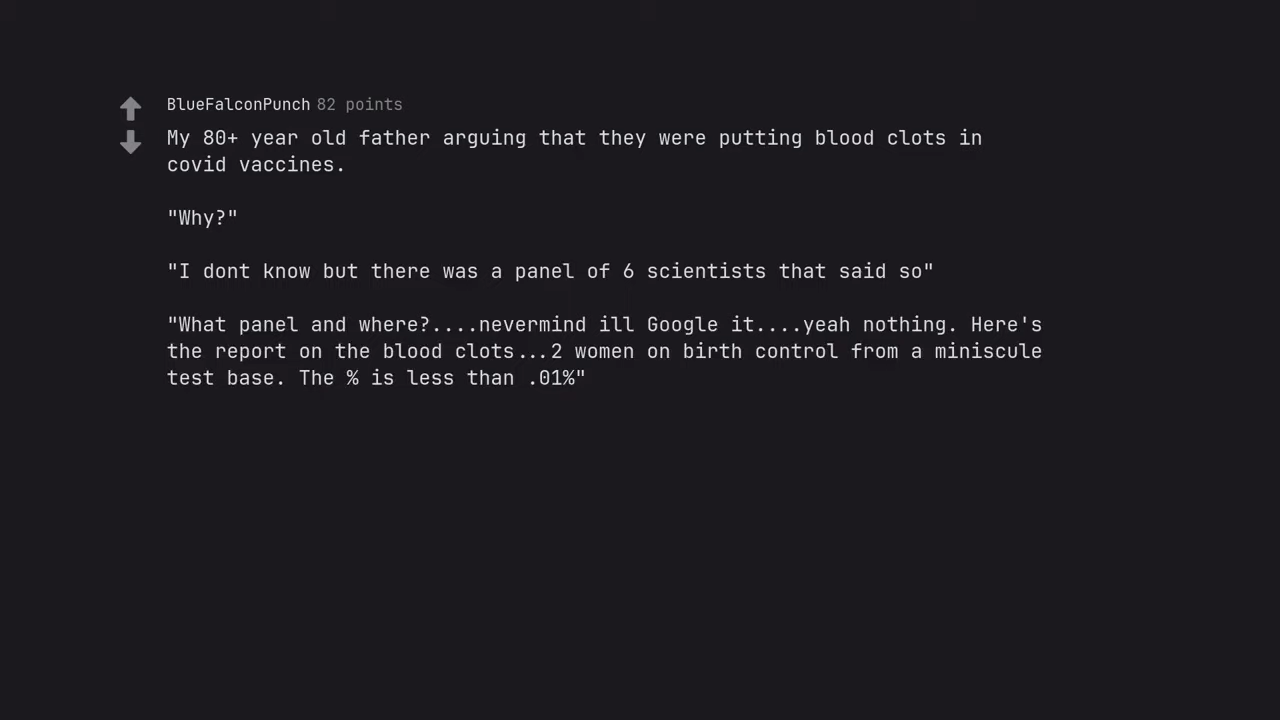 BlueFalconPunch 82 points
My 80+ year old father arguing that they were putting blood clots in
covid vaccines.
"Why?"
"I dont know but there was a panel of 6 scientists that said so"
"What panel and where?....nevermind ill Google it....yeah nothing. Here's
the report on the blood clots...2 women on birth control from a miniscule
test base. The % is less than .01%"